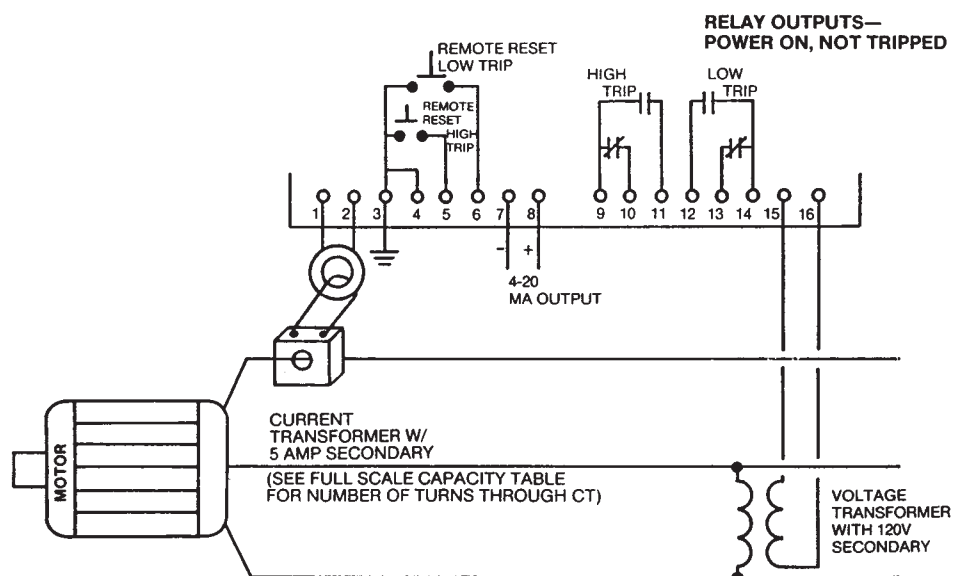 RELAY OUTPUTS—
POWER ON, NOT TRIPPED
REMOTE RESET
LOW TRIP
REMOTE
RESET
HIGH
TRIP
HIGH
TRIP
LOW
TRIP
1 2 3 4 5 6 7 8 9 10 11 12 13 14 15 16
- +
4-20
MA OUTPUT
MOTOR
CURRENT
TRANSFORMER W/
5 AMP SECONDARY
(SEE FULL SCALE CAPACITY TABLE
FOR NUMBER OF TURNS THROUGH CT)
VOLTAGE
TRANSFORMER
WITH 120V
SECONDARY